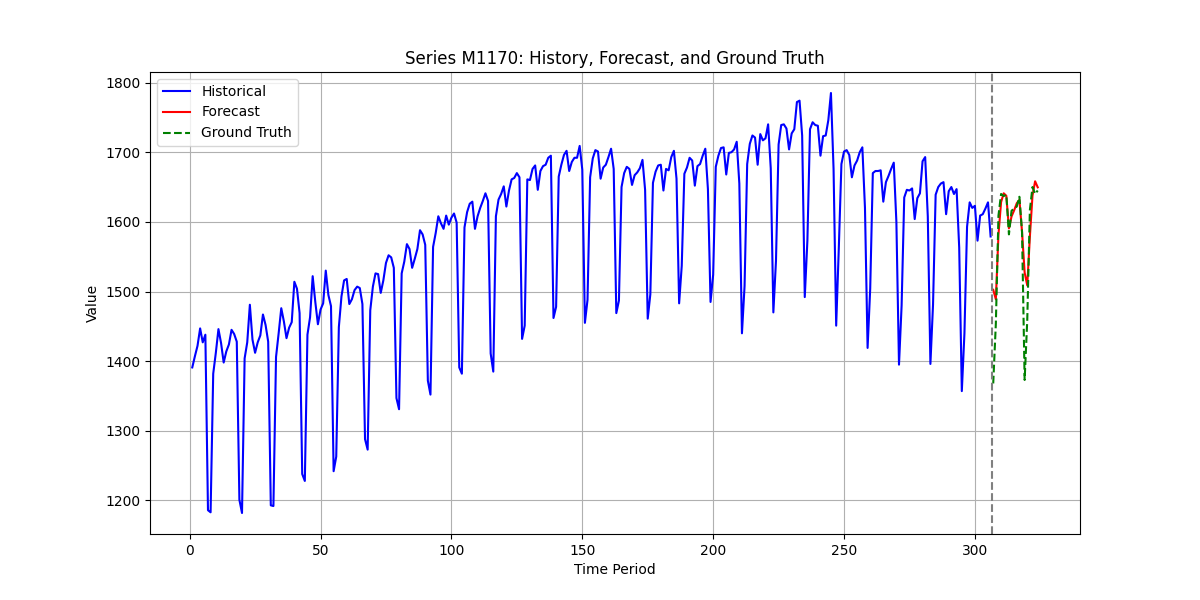 Series M1170: History, Forecast, and Ground Truth
Historical
Forecast
Ground Truth
1800
1700
1600
1500
1400
1300
1200
Value
0 50 100 150 200 250 300
Time Period